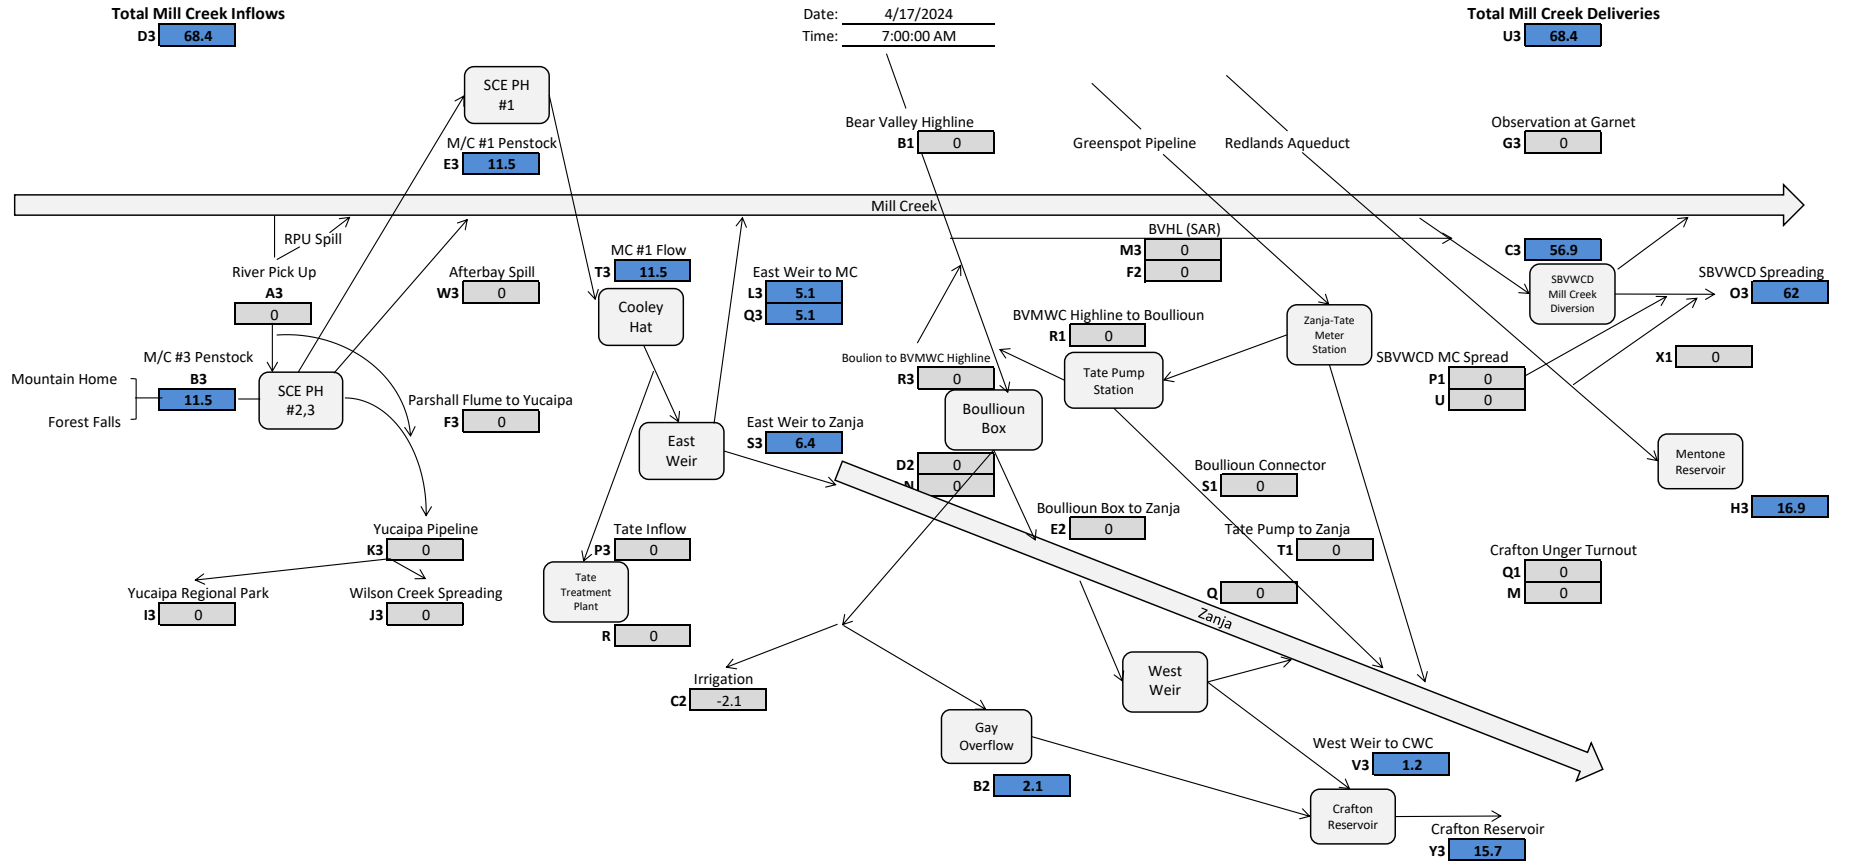 Total Mill Creek Inflows
D3 68.4
Date: 4/17/2024
Time: 7:00:00 AM
Total Mill Creek Deliveries
U3 68.4
SCE PH
#1
M/C #1 Penstock
E3 11.5
Bear Valley Highline
B1 0
Greenspot Pipeline
Redlands Aqueduct
Observation at Garnet
G3 0
Mill Creek
RPU Spill
River Pick Up
A3
0
Afterbay Spill
W3 0
MC #1 Flow
T3 11.5
Cooley
Hat
East Weir to MC
L3 5.1
Q3 5.1
BVHL (SAR)
M3 0
F2 0
C3 56.9
SBVWCD
Mill Creek
Diversion
SBVWCD Spreading
O3 62
M/C #3 Penstock
B3
11.5
Mountain Home
Forest Falls
SCE PH
#2,3
Parshall Flume to Yucaipa
F3 0
BVMWC Highline to Boullioun
R1 0
Boulion to BVMWC Highline
R3 0
Zanja-Tate
Meter
Station
Tate Pump
Station
SBVWCD MC Spread
P1 0
U 0
X1 0
Boullioun
Box
East
Weir
East Weir to Zanja
S3 6.4
D2 0
N 0
Boullioun Connector
S1 0
Mentone
Reservoir
H3 16.9
Boullioun Box to Zanja
E2 0
Tate Pump to Zanja
T1 0
Yucaipa Pipeline
K3 0
Tate Inflow
P3 0
Crafton Unger Turnout
Q1 0
M 0
Yucaipa Regional Park
I3 0
Wilson Creek Spreading
J3 0
Tate
Treatment
Plant
R 0
Q 0
Zanja
Irrigation
C2 -2.1
West
Weir
Gay
Overflow
B2 2.1
West Weir to CWC
V3 1.2
Crafton
Reservoir
Crafton Reservoir
Y3 15.7